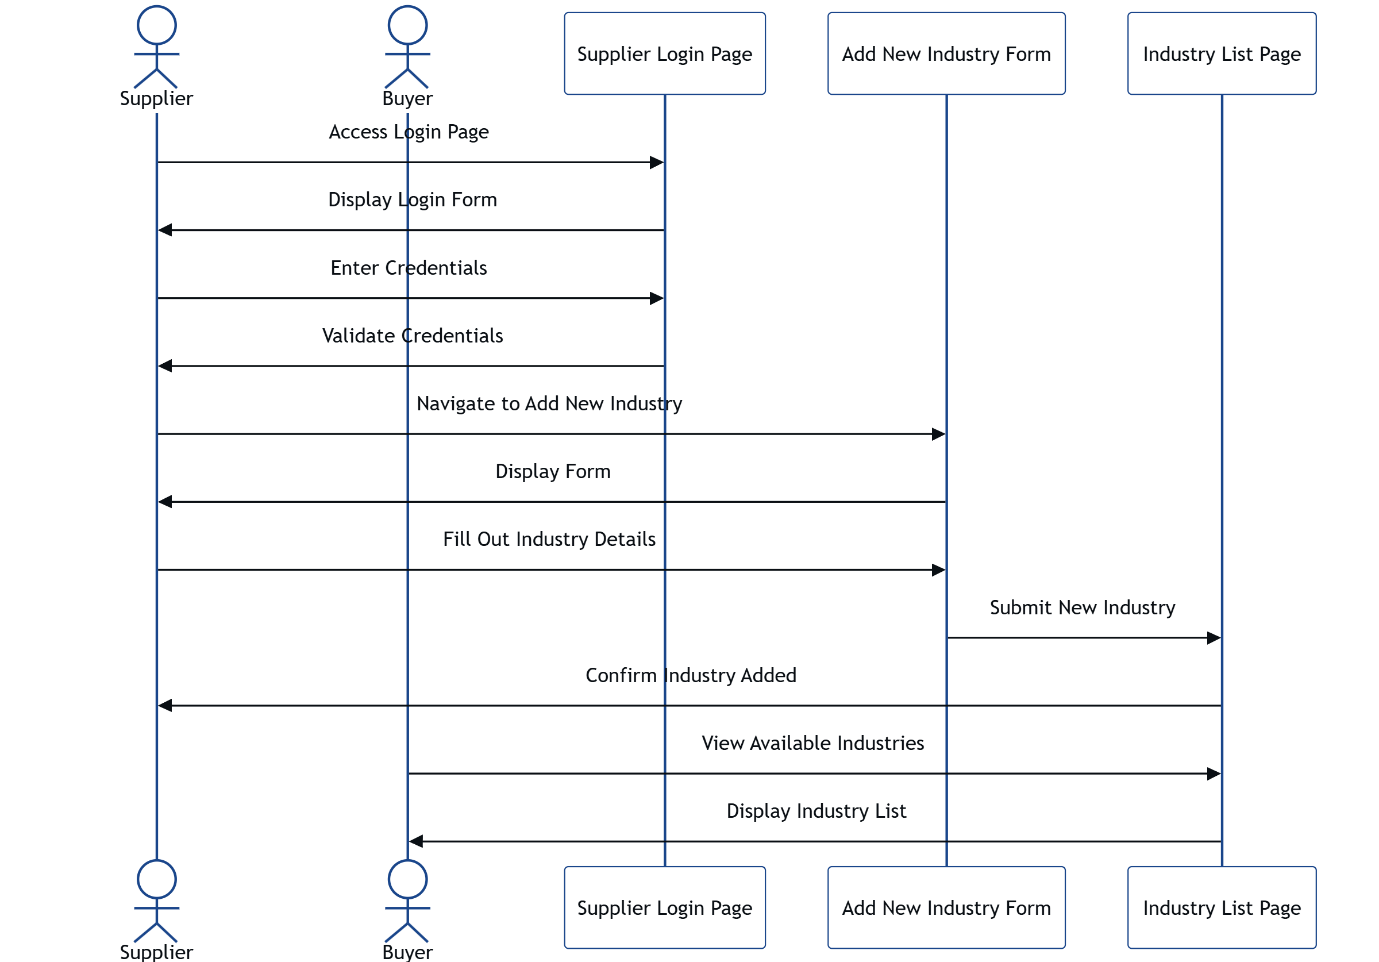 Supplier
Buyer
Supplier Login Page
Add New Industry Form
Industry List Page
Access Login Page
Display Login Form
Enter Credentials
Validate Credentials
Navigate to Add New Industry
Display Form
Fill Out Industry Details
Submit New Industry
Confirm Industry Added
View Available Industries
Display Industry List
Supplier
Buyer
Supplier Login Page
Add New Industry Form
Industry List Page